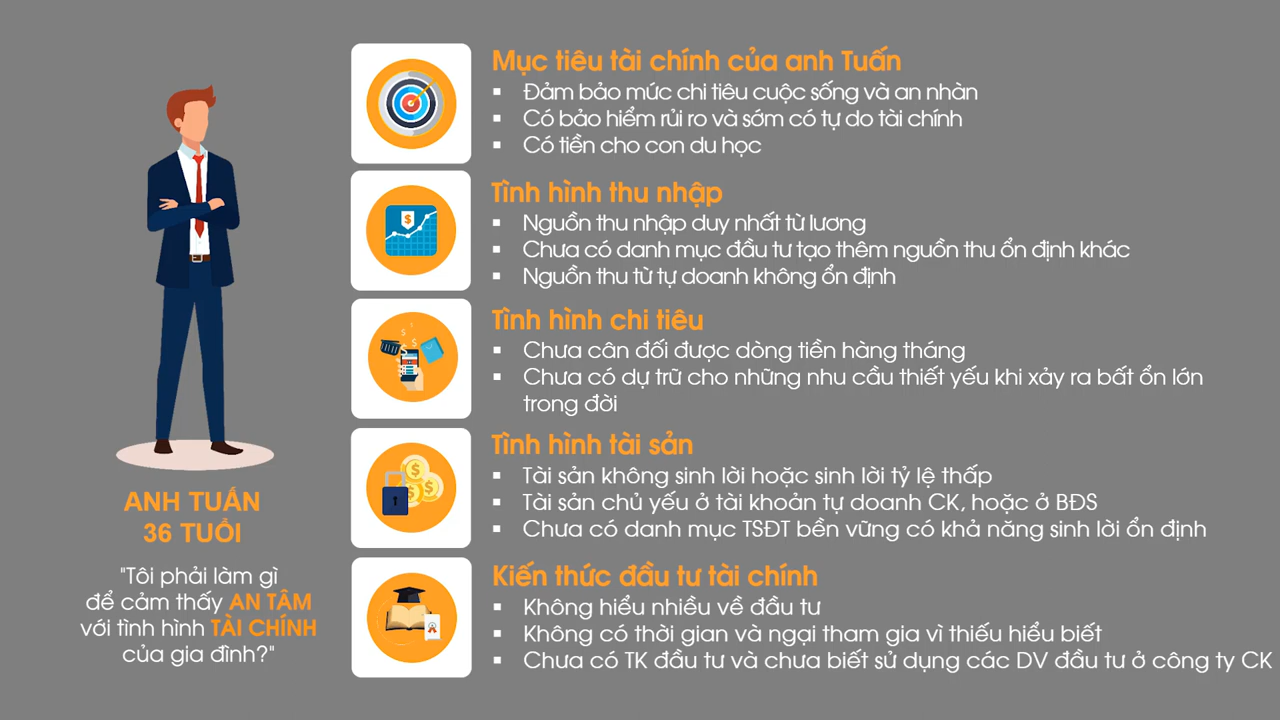 ANH TUẤN
36 TUỔI
"Tôi phải làm gì
để cảm thấy AN TÂM
với tình hình TÀI CHÍNH
của gia đình?"
Mục tiêu tài chính của anh Tuấn
▪ Đảm bảo mức chi tiêu cuộc sống và an nhàn
▪ Có bảo hiểm rủi ro và sớm có tự do tài chính
▪ Có tiền cho con du học
Tình hình thu nhập
▪ Nguồn thu nhập duy nhất từ lương
▪ Chưa có danh mục đầu tư tạo thêm nguồn thu ổn định khác
▪ Nguồn thu từ tự doanh không ổn định
Tình hình chi tiêu
▪ Chưa cân đối được dòng tiền hàng tháng
▪ Chưa có dự trữ cho những nhu cầu thiết yếu khi xảy ra bất ổn lớn
trong đời
Tình hình tài sản
▪ Tài sản không sinh lời hoặc sinh lời tỷ lệ thấp
▪ Tài sản chủ yếu ở tài khoản tự doanh CK, hoặc ở BĐS
▪ Chưa có danh mục TSĐT bền vững có khả năng sinh lời ổn định
Kiến thức đầu tư tài chính
▪ Không hiểu nhiều về đầu tư
▪ Không có thời gian và ngại tham gia vì thiếu hiểu biết
▪ Chưa có TK đầu tư và chưa biết sử dụng các DV đầu tư ở công ty CK